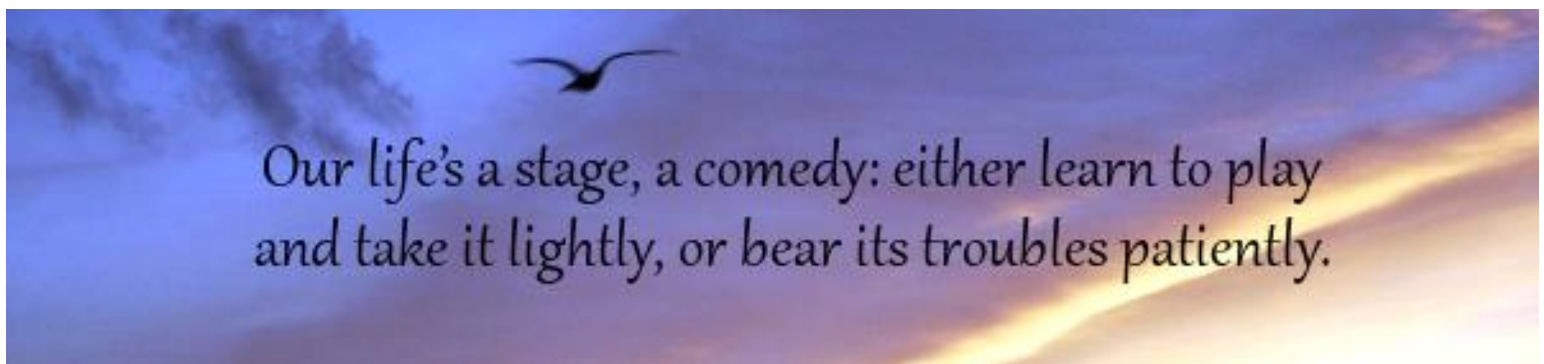 Our life's a stage, a comedy: either learn to play
and take it lightly, or bear its troubles patiently.